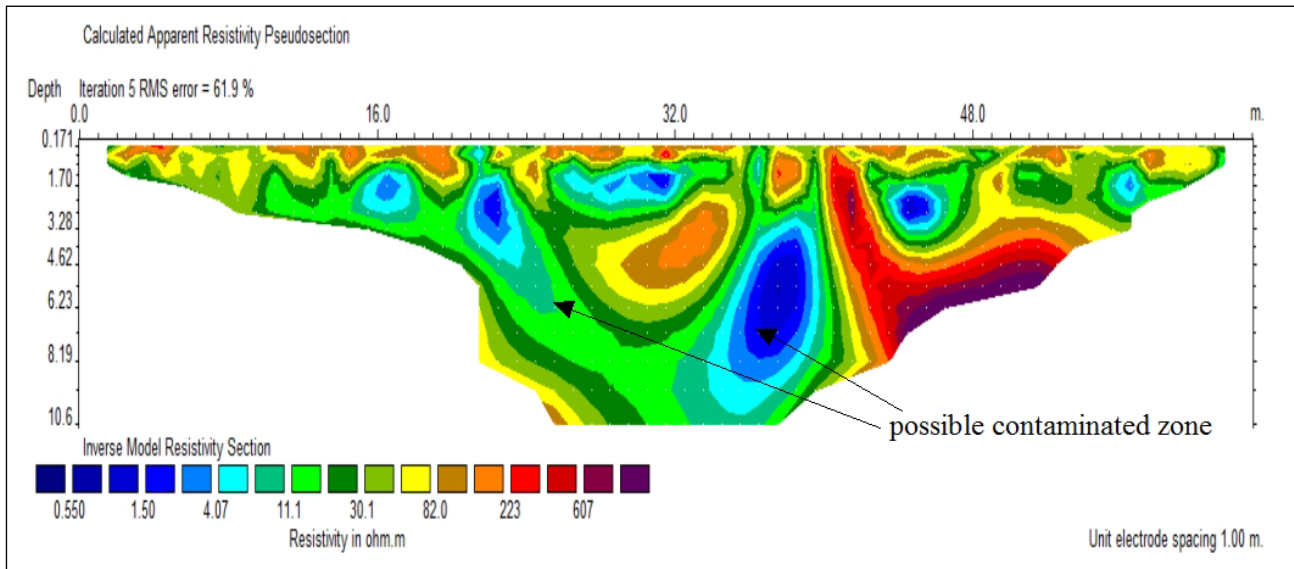 Calculated Apparent Resistivity Pseudosection
Depth Iteration 5 RMS error = 61.9 %
0.0 16.0 32.0 48.0 m.
0.171
1.70
3.28
4.62
6.23
8.19
10.6
possible contaminated zone
Inverse Model Resistivity Section
0.550 1.50 4.07 11.1 30.1 82.0 223 607
Resistivity in ohm.m
Unit electrode spacing 1.00 m.